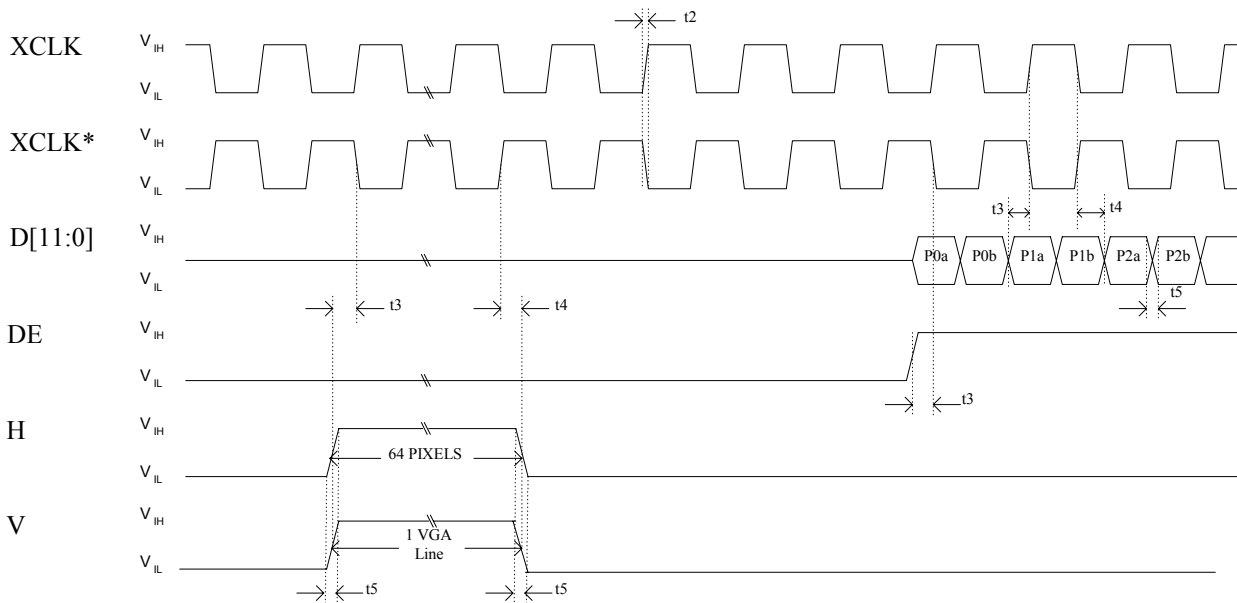 t2
XCLK
V IH
V IL
XCLK*
V IH
V IL
t3
t4
D[11:0]
V IH
V IL
P0a P0b P1a P1b P2a P2b
t5
t3
t4
DE
V IH
V IL
t3
H
V IH
V IL
64 PIXELS
V
V IH
V IL
1 VGA
Line
t5
t5